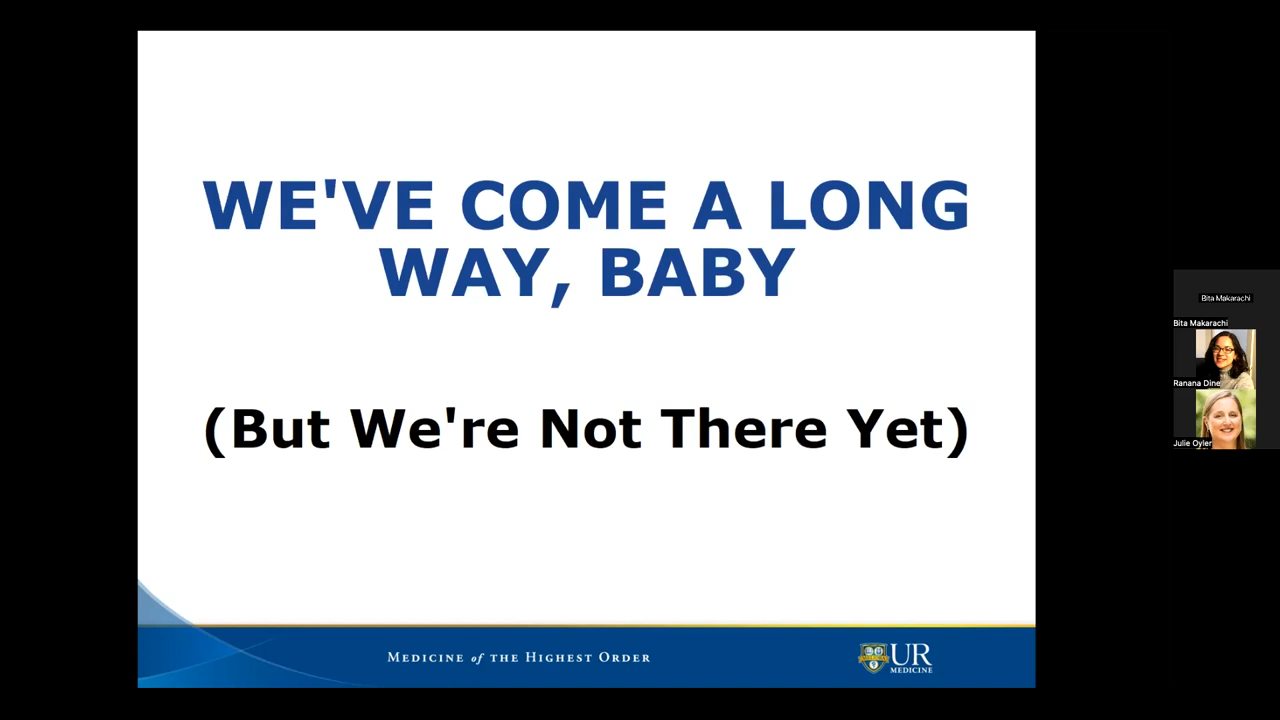 WE'VE COME A LONG
WAY, BABY
(But We're Not There Yet)
MEDICINE of THE HIGHEST ORDER
UR
MEDICINE
Bita Makarachi
Bita Makarachi
Ranana Dine
Julie Oyler